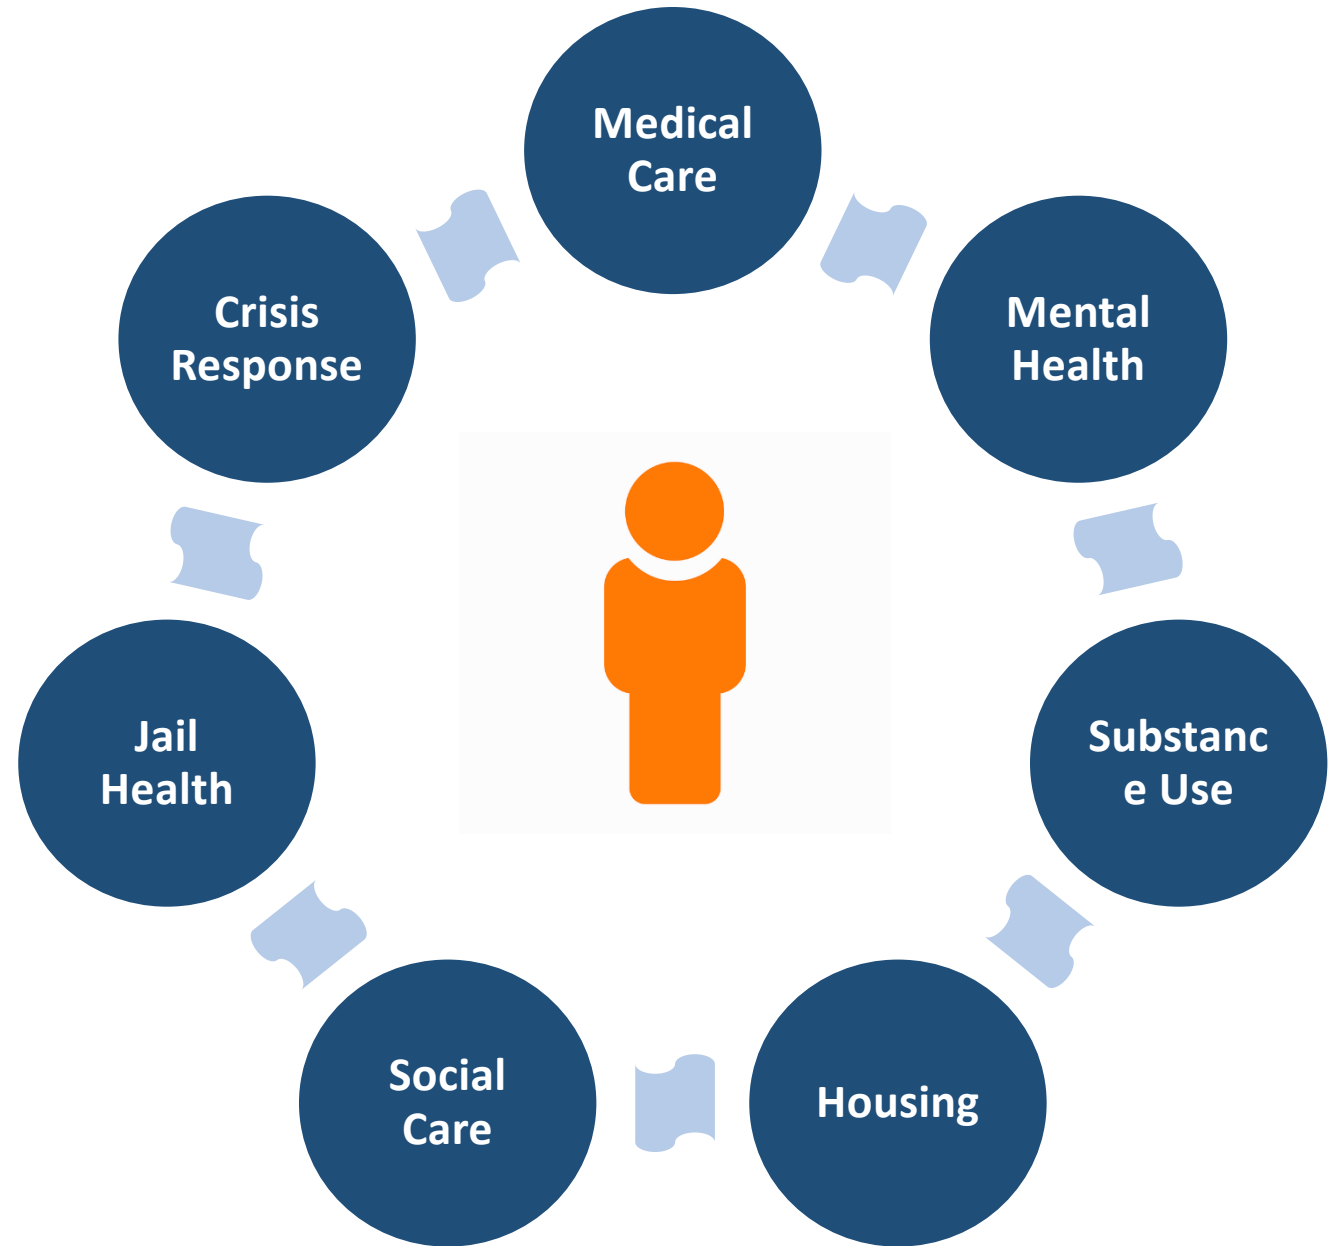 Medical
Care
Mental
Health
Substanc
e Use
Housing
Social
Care
Jail
Health
Crisis
Response